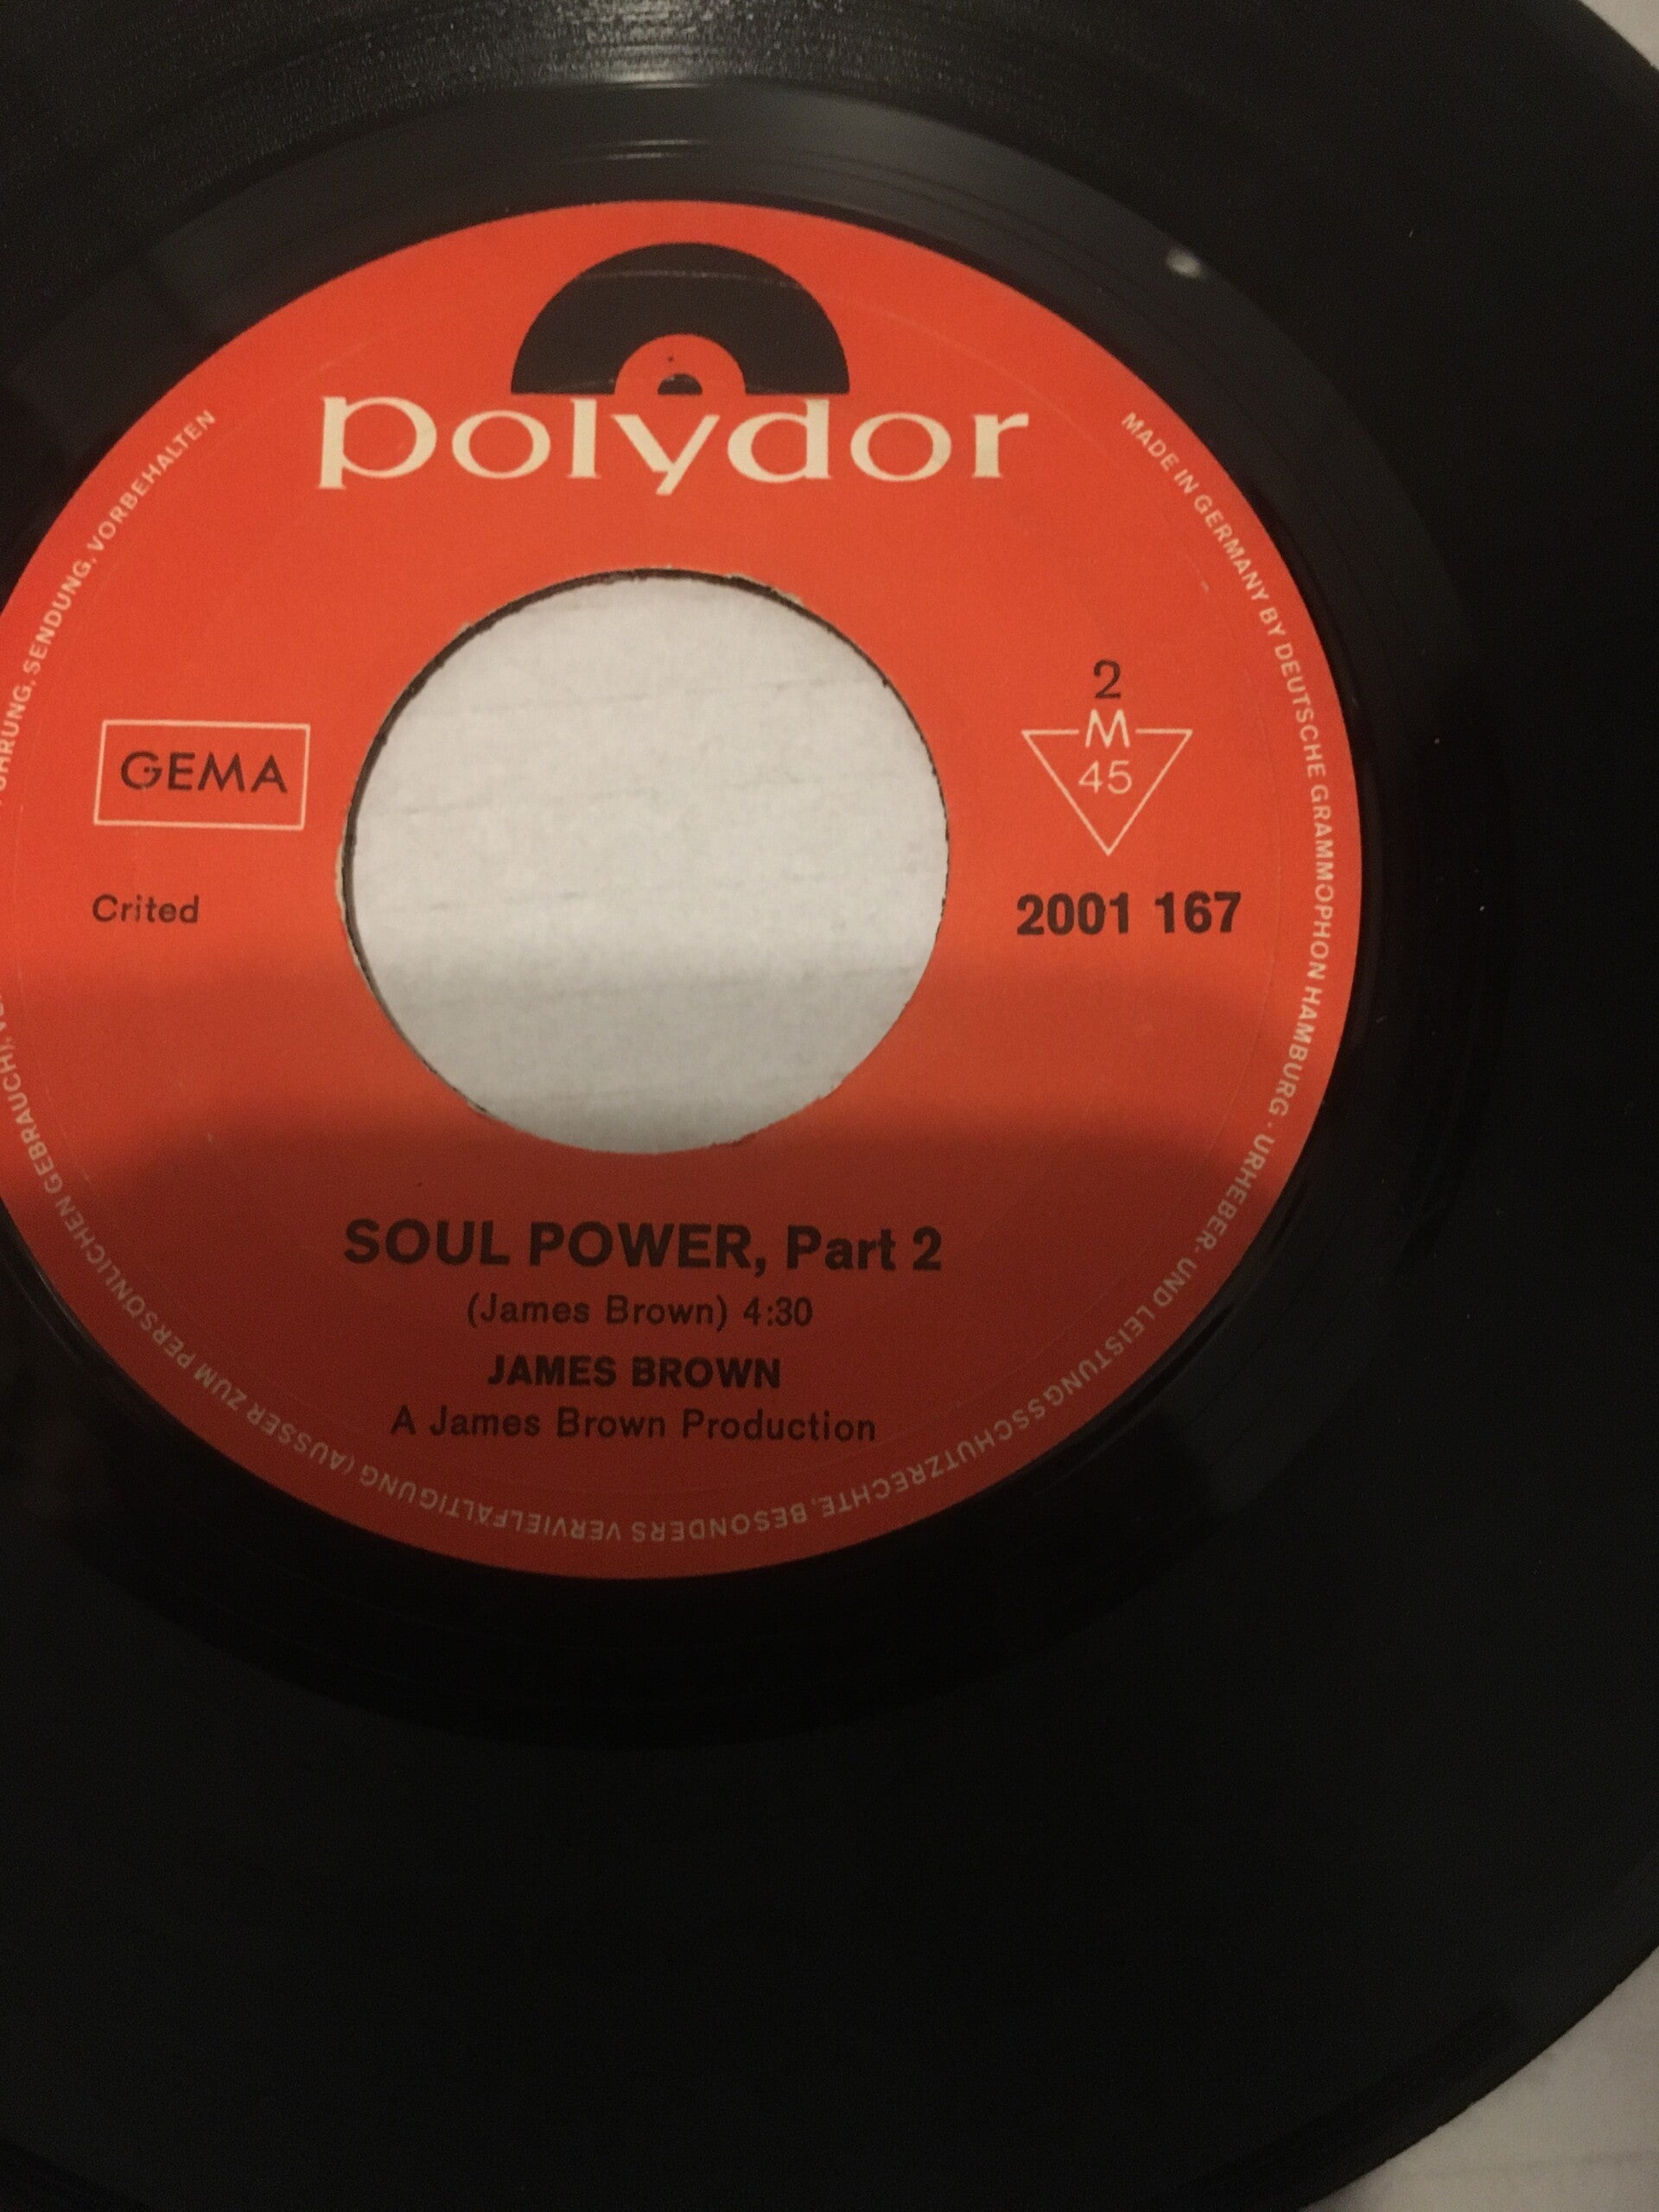 polydor
MADE IN GERMANY BY DEUTSCHE GRAMMOPHON HAMBURG · URHEBER- UND LEISTUNGSSCHUTZRECHTE, BESONDERS VERVIELFÄLTIGUNG (AUSSER ZUM PERSÖNLICHEN GEBRAUCH),
SENDUNG, VORBEHALTEN
GEMA
2
M
45
Crited
2001 167
SOUL POWER, Part 2
(James Brown) 4:30
JAMES BROWN
A James Brown Production